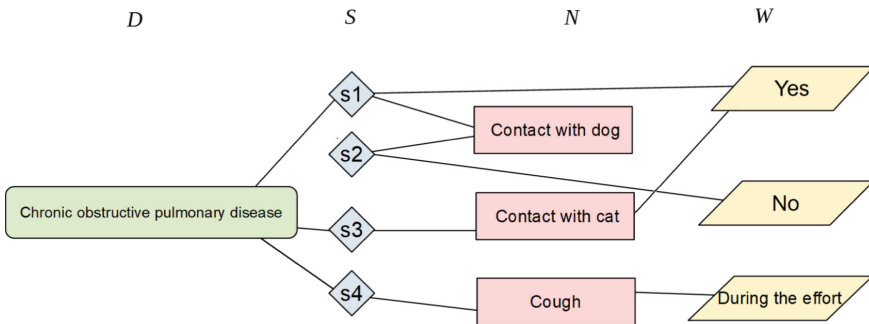 D S N W
s1
Yes
Contact with dog
s2
No
Chronic obstructive pulmonary disease
s3
Contact with cat
s4
Cough
During the effort